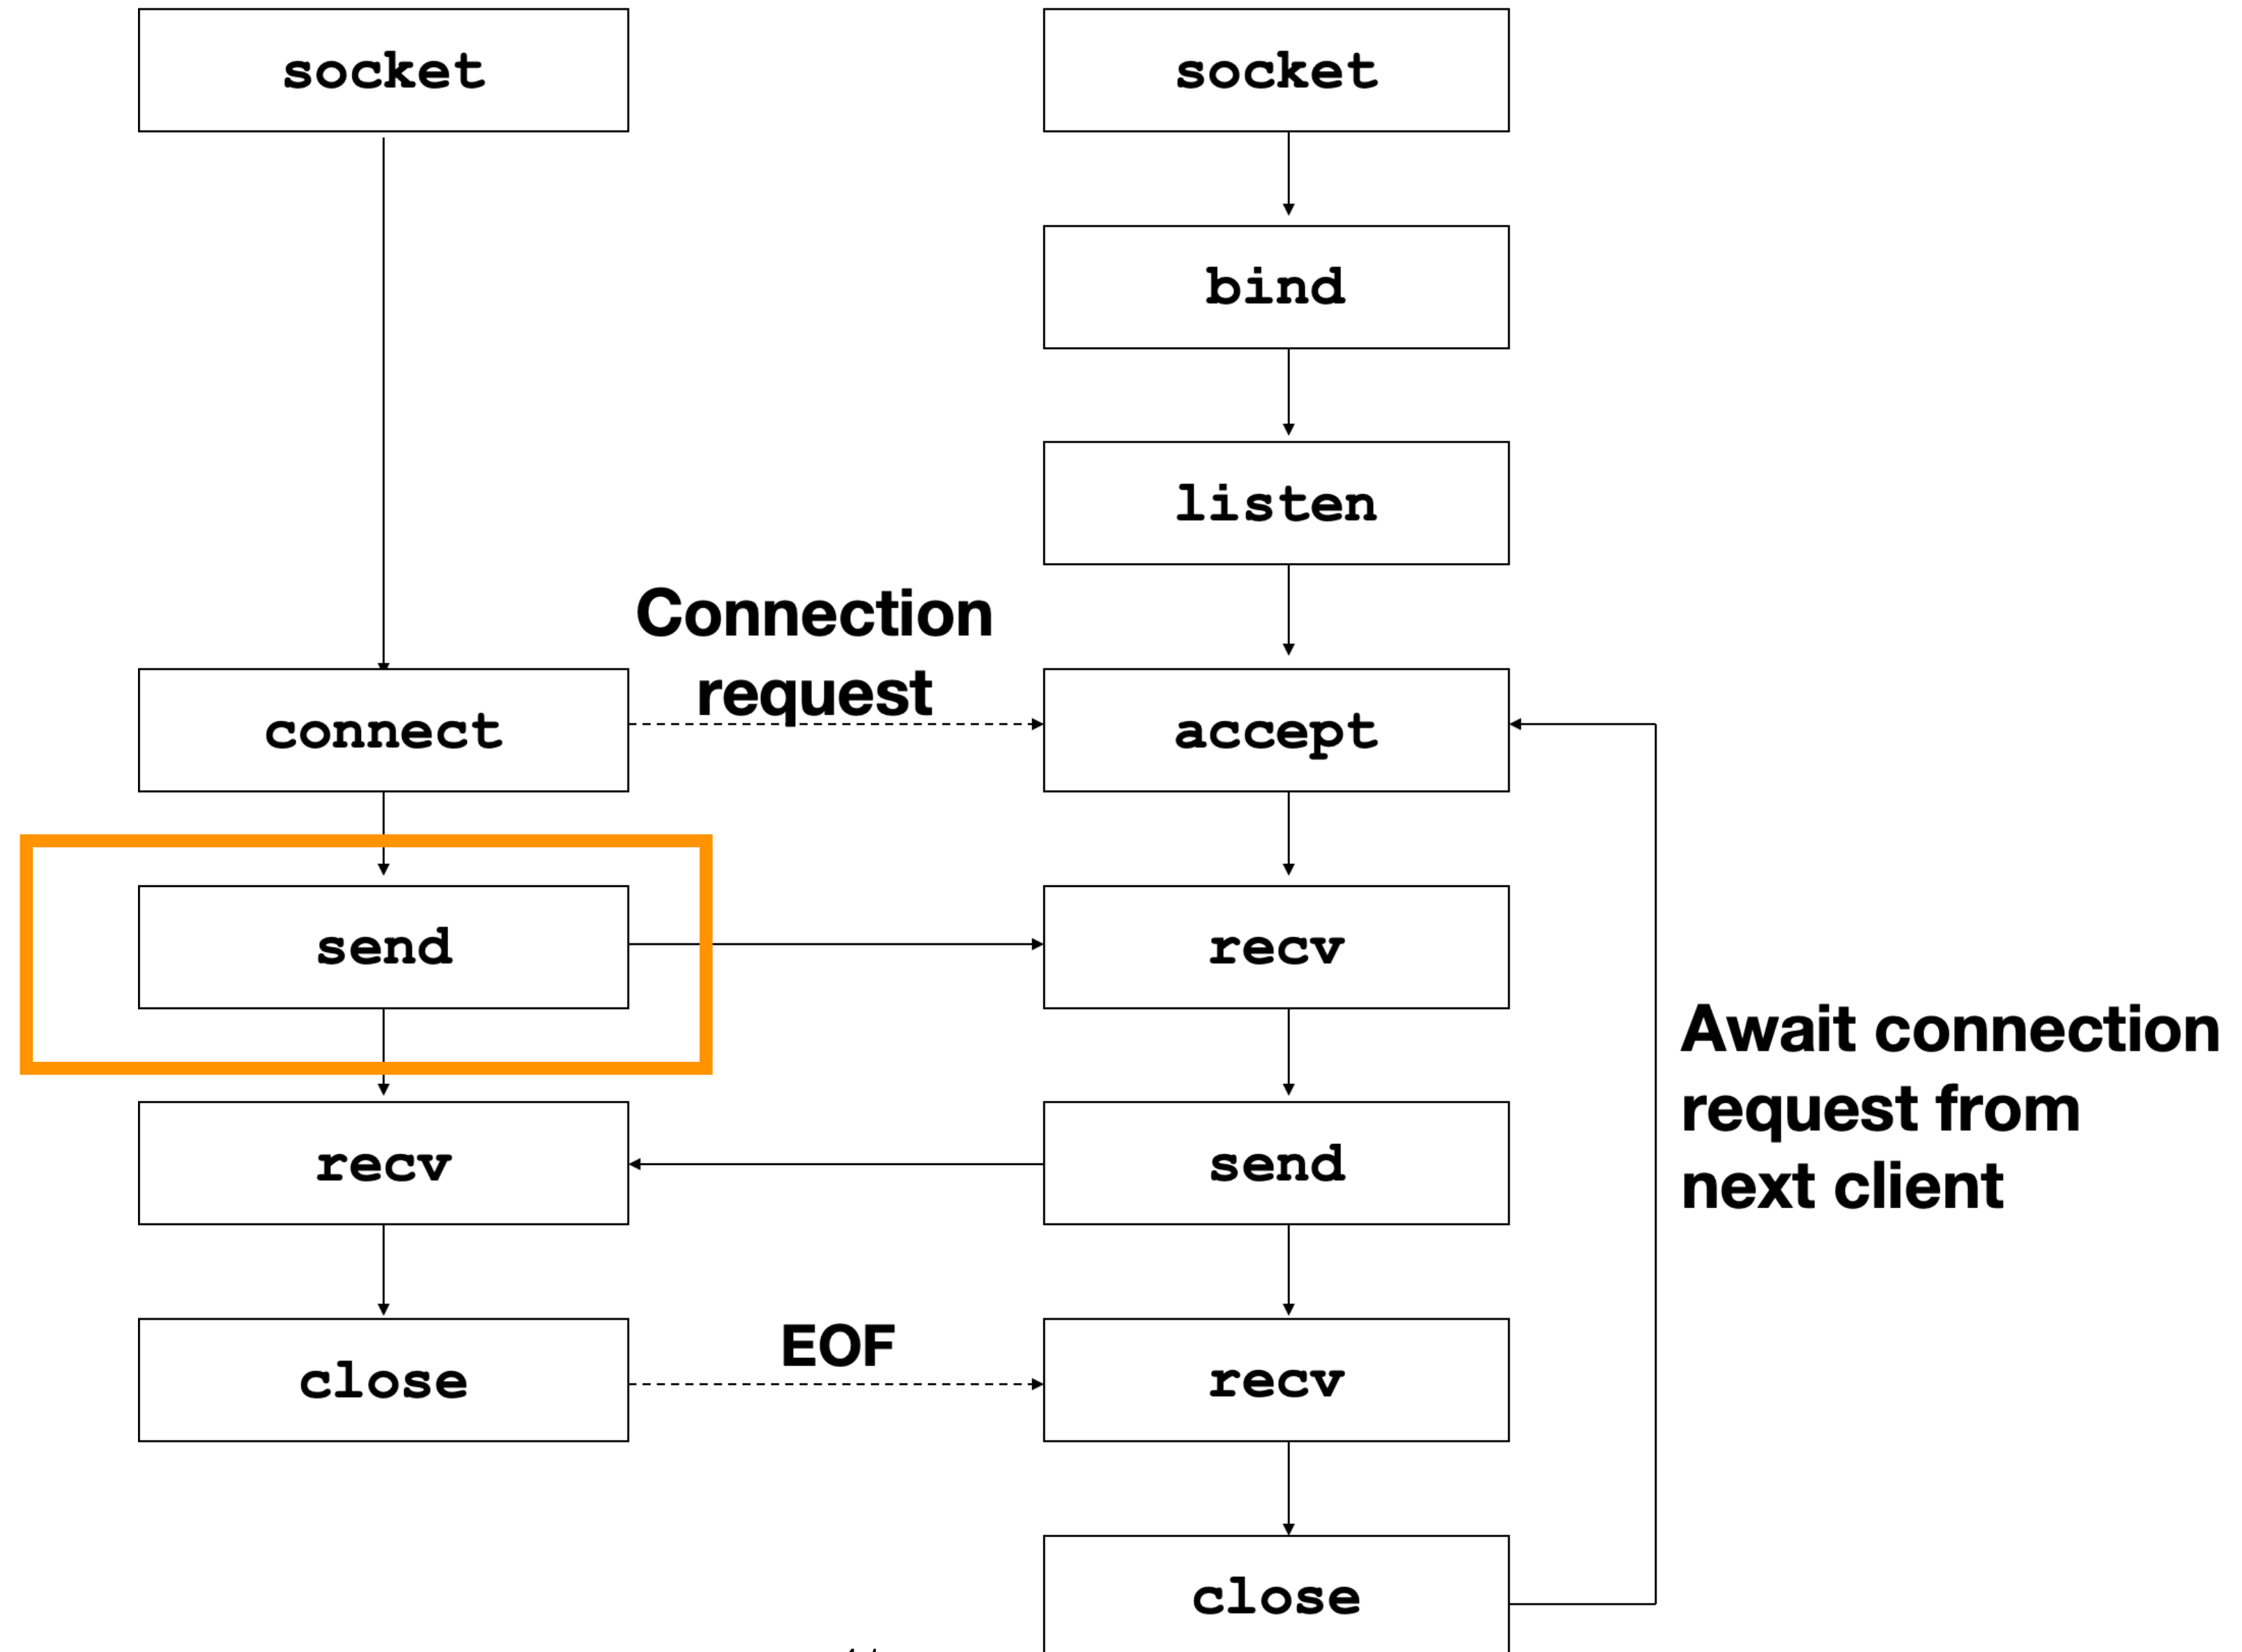 socket
socket
bind
listen
Connection
request
connect
accept
send
recv
Await connection
request from
next client
recv
send
EOF
close
recv
close